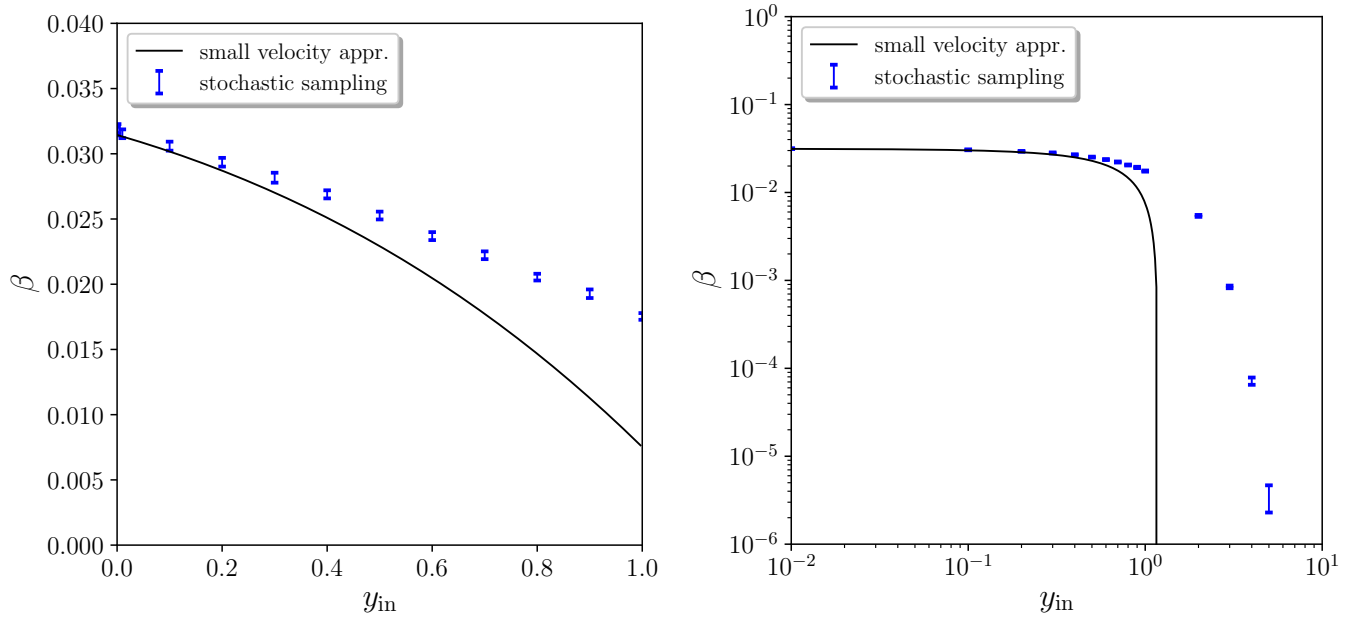 small velocity appr.
stochastic sampling
0.040
0.035
0.030
0.025
0.020
0.015
0.010
0.005
0.000
β
0.0 0.2 0.4 0.6 0.8 1.0
y_in
small velocity appr.
stochastic sampling
10^0
10^-1
10^-2
10^-3
10^-4
10^-5
10^-6
β
10^-2 10^-1 10^0 10^1
y_in